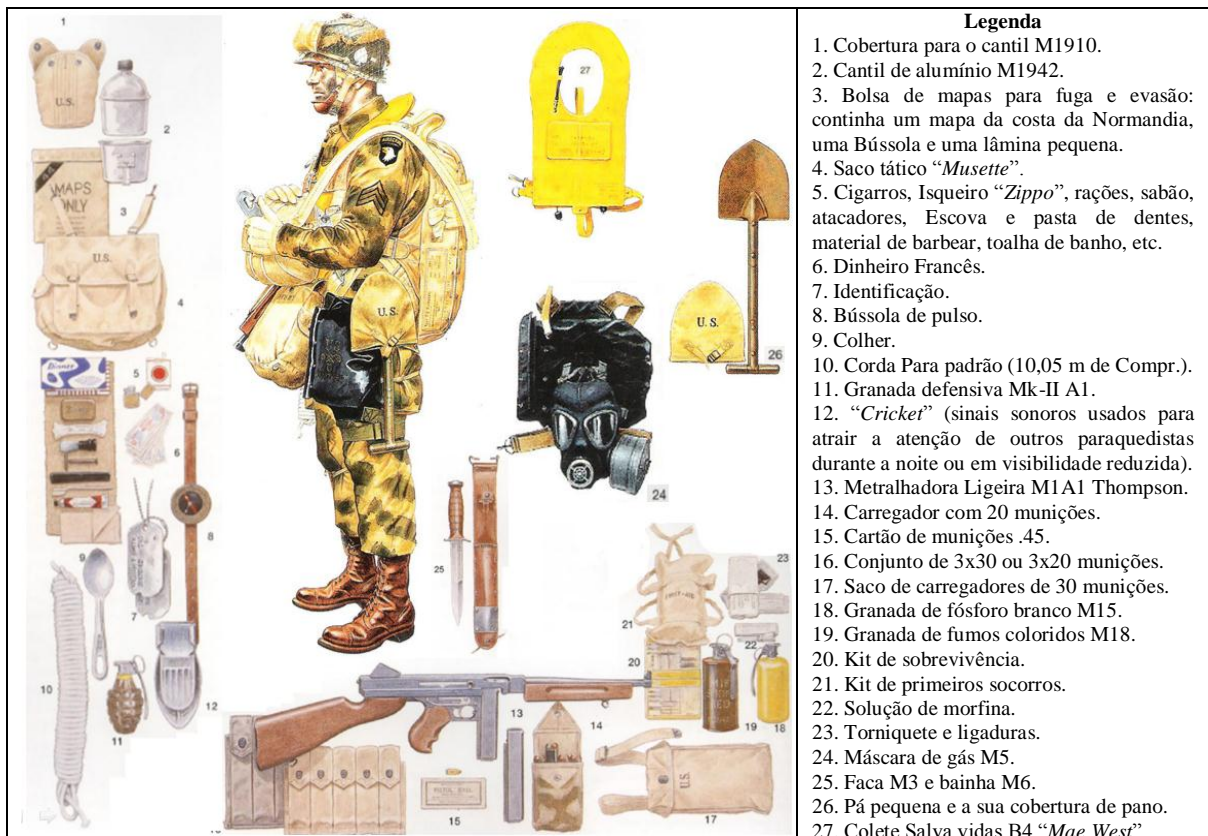 1
U.S.
2
MAPS
ONLY
3
U.S.
4
5
6
7
8
9
10
11
12
27
U.S.
26
U.S.
24
25
FIRST-AID
21
23
22
20
19
18
13
14
15
U.S.
17
Legenda
1. Cobertura para o cantil M1910.
2. Cantil de alumínio M1942.
3. Bolsa de mapas para fuga e evasão:
continha um mapa da costa da Normandia,
uma Bússola e uma lâmina pequena.
4. Saco tático “Musette”.
5. Cigarros, Isqueiro “Zippo”, rações, sabão,
atacadores, Escova e pasta de dentes,
material de barbear, toalha de banho, etc.
6. Dinheiro Francês.
7. Identificação.
8. Bússola de pulso.
9. Colher.
10. Corda Para padrão (10,05 m de Compr.).
11. Granada defensiva Mk-II A1.
12. “Cricket” (sinais sonoros usados para
atrair a atenção de outros paraquedistas
durante a noite ou em visibilidade reduzida).
13. Metralhadora Ligeira M1A1 Thompson.
14. Carregador com 20 munições.
15. Cartão de munições .45.
16. Conjunto de 3x30 ou 3x20 munições.
17. Saco de carregadores de 30 munições.
18. Granada de fósforo branco M15.
19. Granada de fumos coloridos M18.
20. Kit de sobrevivência.
21. Kit de primeiros socorros.
22. Solução de morfina.
23. Torniquete e ligaduras.
24. Máscara de gás M5.
25. Faca M3 e bainha M6.
26. Pá pequena e a sua cobertura de pano.
27. Colete Salva vidas B4 “Mae West”